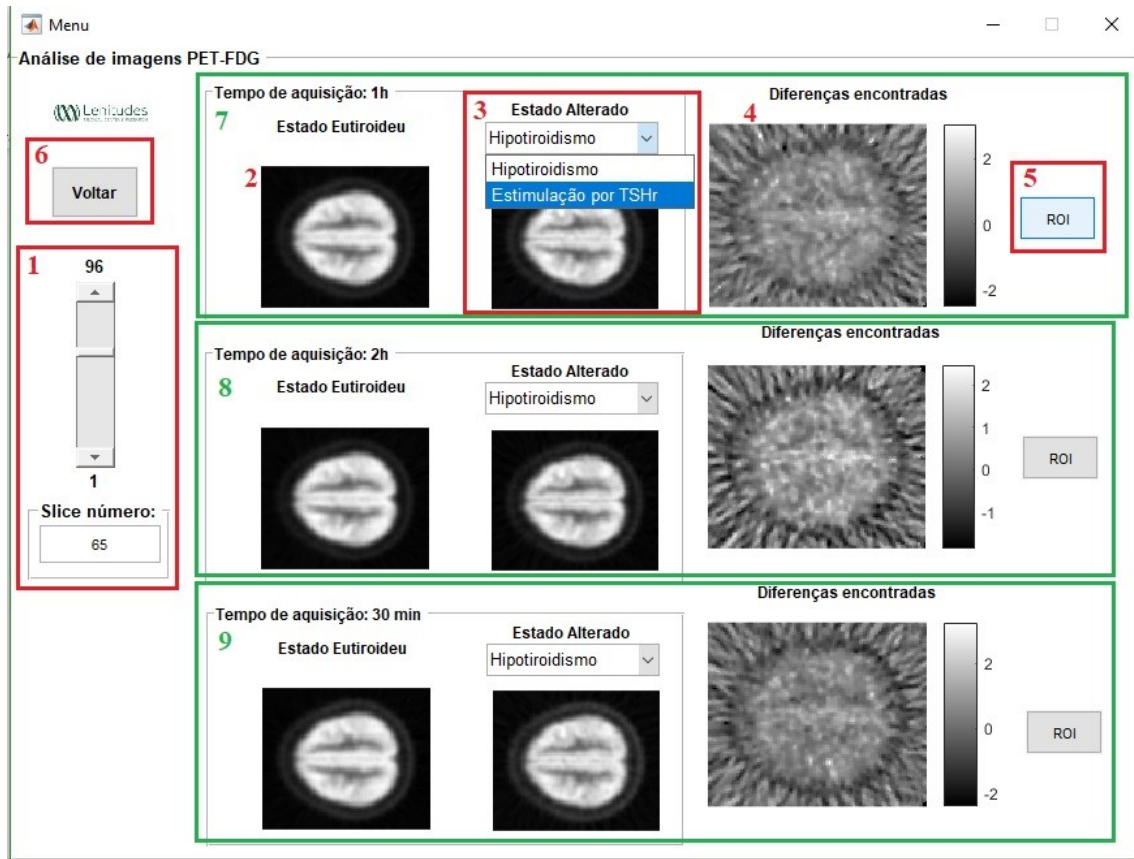 Menu
Análise de imagens PET-FDG
Lenitudes
6
Voltar
1
96
1
Slice número:
65
Tempo de aquisição: 1h
7
Estado Eutiroideu
2
3
Estado Alterado
Hipotiroidismo
Hipotiroidismo
Estimulação por TSHr
Diferenças encontradas
4
2
0
-2
5
ROI
Tempo de aquisição: 2h
8
Estado Eutiroideu
Estado Alterado
Hipotiroidismo
Diferenças encontradas
2
1
0
-1
ROI
Tempo de aquisição: 30 min
9
Estado Eutiroideu
Estado Alterado
Hipotiroidismo
Diferenças encontradas
2
0
-2
ROI